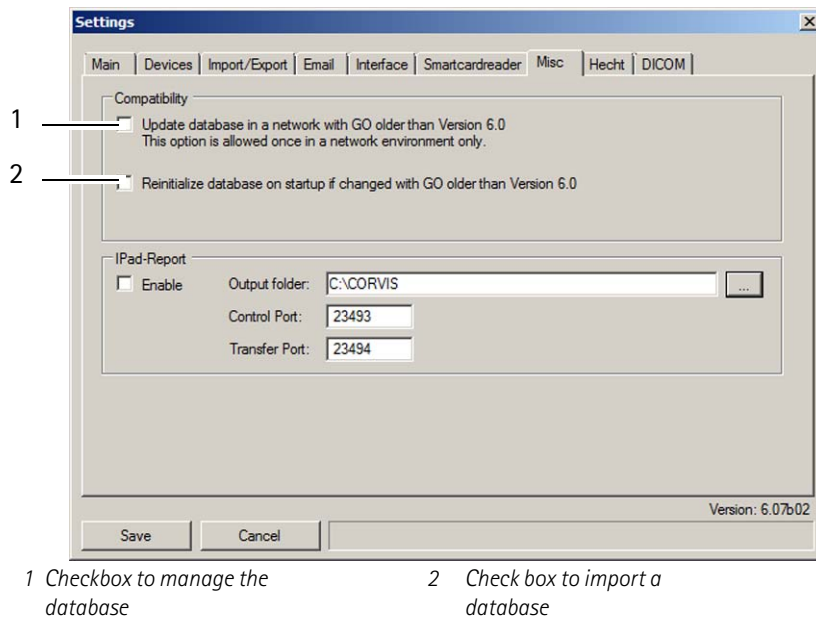 Settings
Main Devices Import/Export Email Interface Smartcardreader Misc Hecht DICOM
Compatibility
1
Update database in a network with GO older than Version 6.0
This option is allowed once in a network environment only.
2
Reinitialize database on startup if changed with GO older than Version 6.0
IPad-Report
Enable Output folder: C:\CORVIS ...
Control Port: 23493
Transfer Port: 23494
Version: 6.07b02
Save Cancel
1 Checkbox to manage the
database
2 Check box to import a
database